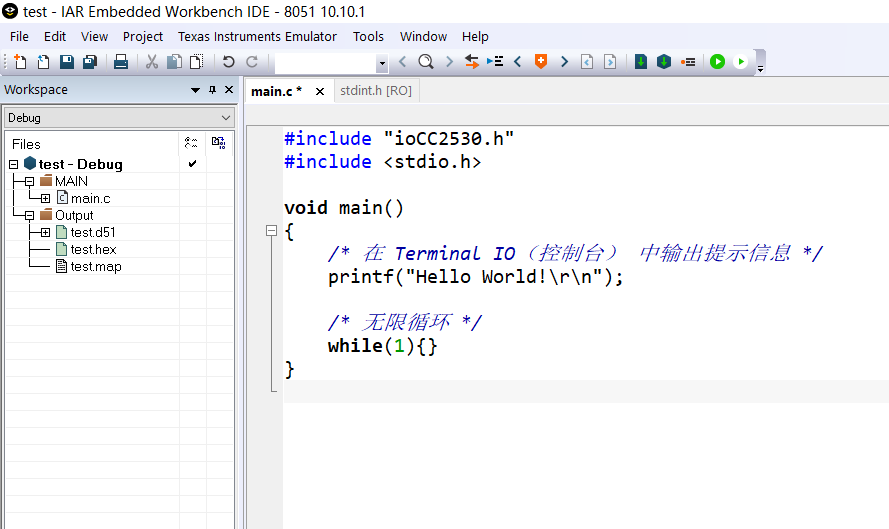 test - IAR Embedded Workbench IDE - 8051 10.10.1
File Edit View Project Texas Instruments Emulator Tools Window Help
Workspace
Debug
Files
test - Debug
MAIN
main.c
Output
test.d51
test.hex
test.map
main.c *
stdint.h [RO]
#include "ioCC2530.h"
#include <stdio.h>
void main()
{
/* 在 Terminal IO（控制台） 中输出提示信息 */
printf("Hello World!\r\n");
/* 无限循环 */
while(1){}
}